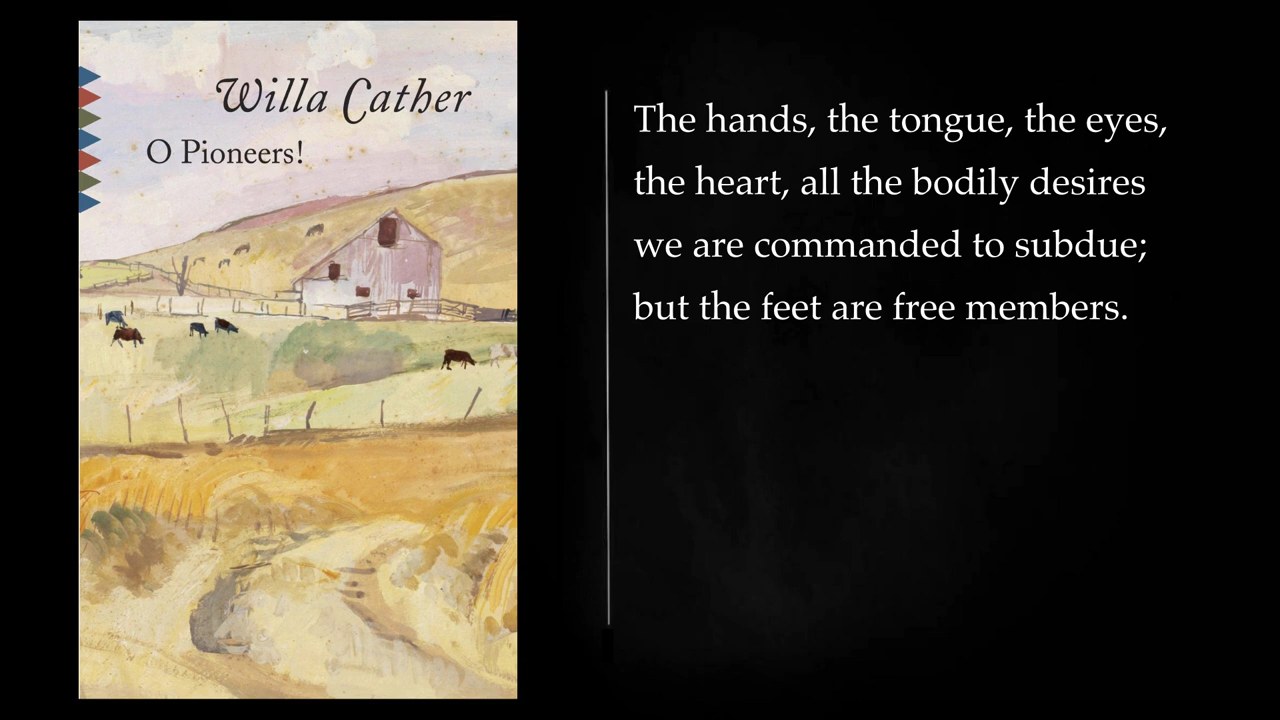 Willa Cather
O Pioneers!
The hands, the tongue, the eyes,
the heart, all the bodily desires
we are commanded to subdue;
but the feet are free members.